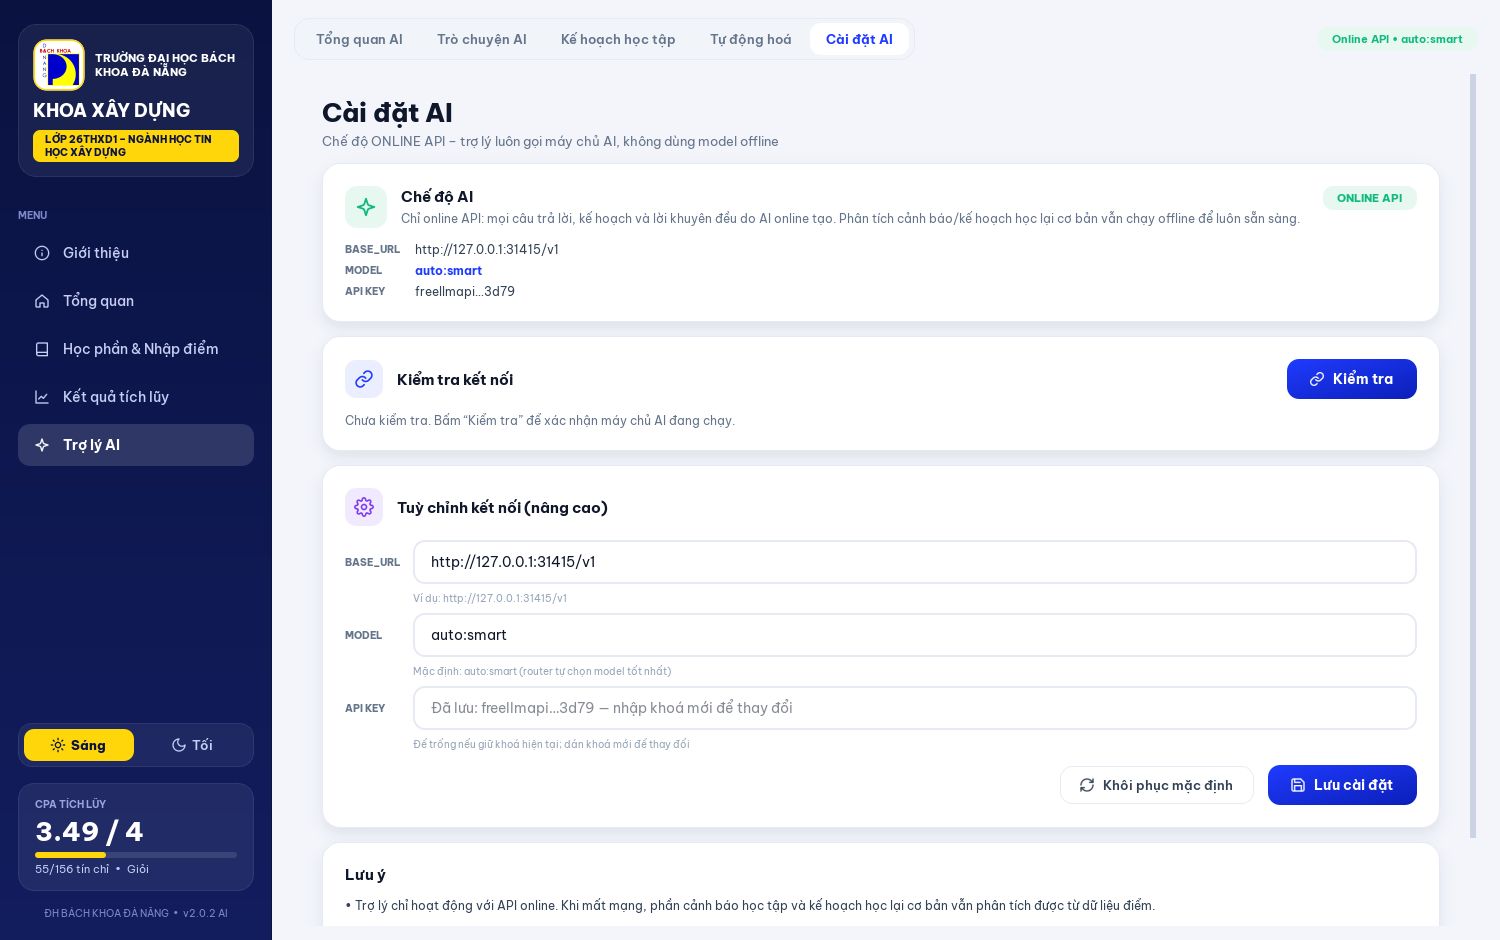 BÁCH KHOA
TRƯỜNG ĐẠI HỌC BÁCH
KHOA ĐÀ NẴNG
KHOA XÂY DỰNG
LỚP 26THXD1 – NGÀNH HỌC TIN
HỌC XÂY DỰNG
MENU
Giới thiệu
Tổng quan
Học phần & Nhập điểm
Kết quả tích lũy
Trợ lý AI
Sáng
Tối
CPA TÍCH LŨY
3.49 / 4
55/156 tín chỉ • Giỏi
ĐH BÁCH KHOA ĐÀ NẴNG • v2.0.2 AI
Tổng quan AI
Trò chuyện AI
Kế hoạch học tập
Tự động hoá
Cài đặt AI
Online API • auto:smart
Cài đặt AI
Chế độ ONLINE API – trợ lý luôn gọi máy chủ AI, không dùng model offline
Chế độ AI
ONLINE API
Chỉ online API: mọi câu trả lời, kế hoạch và lời khuyên đều do AI online tạo. Phân tích cảnh báo/kế hoạch học lại cơ bản vẫn chạy offline để luôn sẵn sàng.
BASE_URL http://127.0.0.1:31415/v1
MODEL auto:smart
API KEY freellmapi…3d79
Kiểm tra kết nối
Kiểm tra
Chưa kiểm tra. Bấm “Kiểm tra” để xác nhận máy chủ AI đang chạy.
Tuỳ chỉnh kết nối (nâng cao)
BASE_URL http://127.0.0.1:31415/v1
Ví dụ: http://127.0.0.1:31415/v1
MODEL auto:smart
Mặc định: auto:smart (router tự chọn model tốt nhất)
API KEY Đã lưu: freellmapi…3d79 — nhập khoá mới để thay đổi
Để trống nếu giữ khoá hiện tại; dán khoá mới để thay đổi
Khôi phục mặc định
Lưu cài đặt
Lưu ý
• Trợ lý chỉ hoạt động với API online. Khi mất mạng, phần cảnh báo học tập và kế hoạch học lại cơ bản vẫn phân tích được từ dữ liệu điểm.